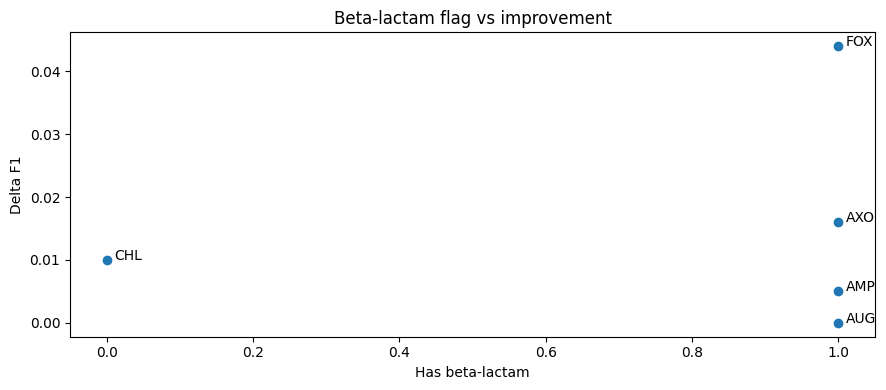 Beta-lactam flag vs improvement
Delta F1
0.04
0.03
0.02
0.01
0.00
FOX
AXO
CHL
AMP
AUG
0.0 0.2 0.4 0.6 0.8 1.0
Has beta-lactam